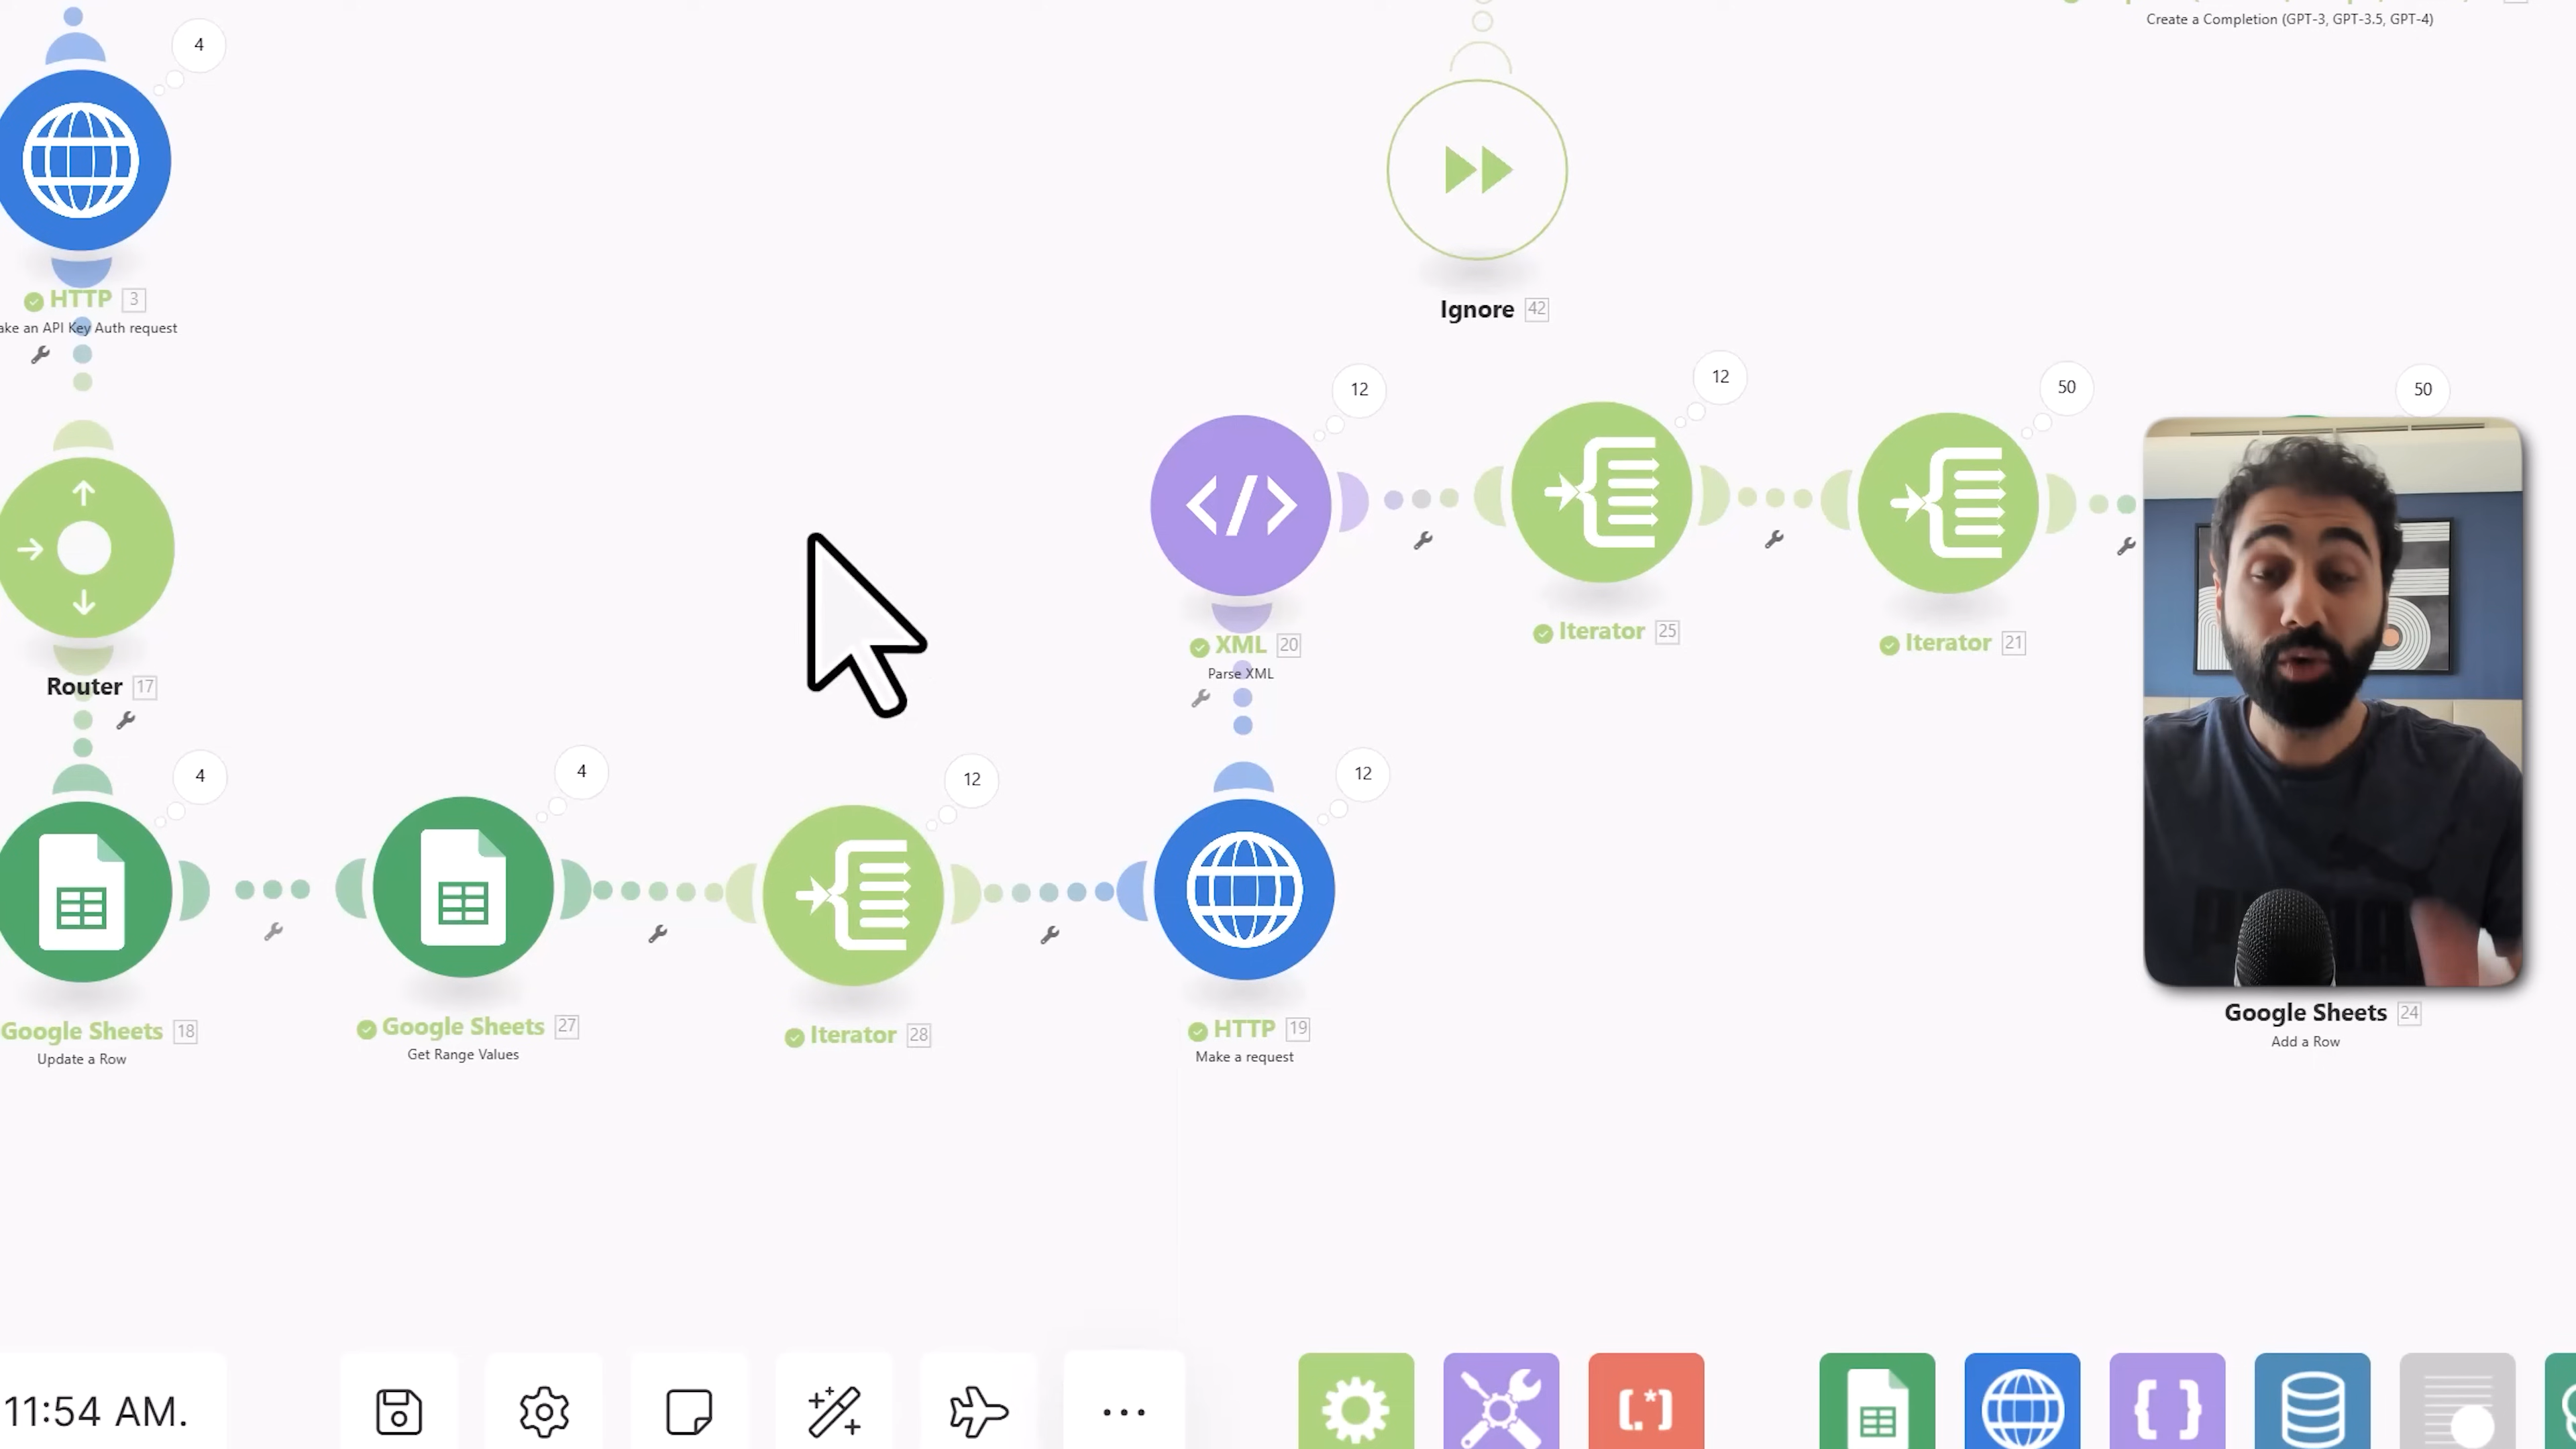 Create a Completion (GPT-3, GPT-3.5, GPT-4)
4
HTTP 3
ake an API Key Auth request
Ignore 42
12
12
50
50
Router 17
XML 20
Parse XML
Iterator 25
Iterator 21
4
4
12
12
Google Sheets 18
Update a Row
Google Sheets 27
Get Range Values
Iterator 28
HTTP 19
Make a request
Google Sheets 24
Add a Row
11:54 AM.